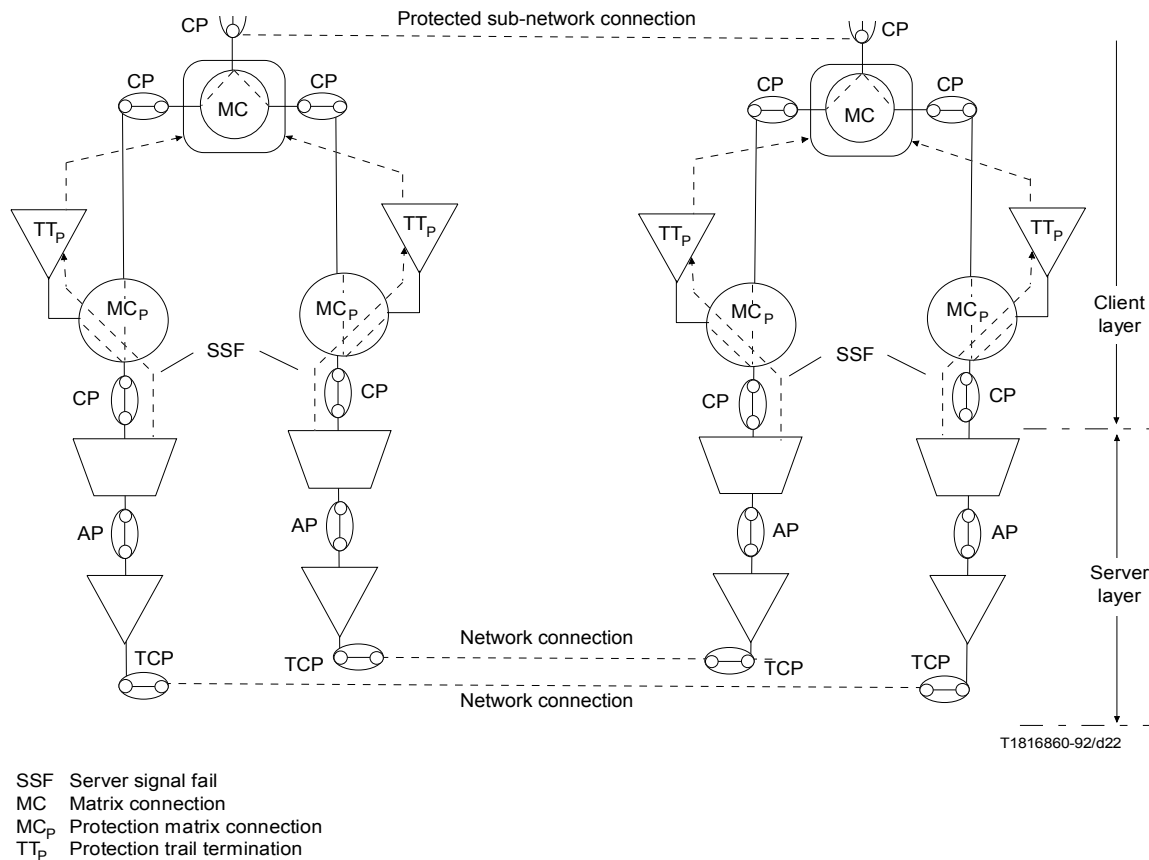 Protected sub-network connection
CP
CP
CP
CP
MC
CP
CP
MC
TTP
TTP
TTP
TTP
MCP
MCP
MCP
MCP
SSF
SSF
Client
layer
CP
CP
CP
CP
AP
AP
AP
AP
Server
layer
Network connection
TCP
TCP
TCP
TCP
Network connection
T1816860-92/d22
SSF Server signal fail
MC Matrix connection
MCP Protection matrix connection
TTP Protection trail termination